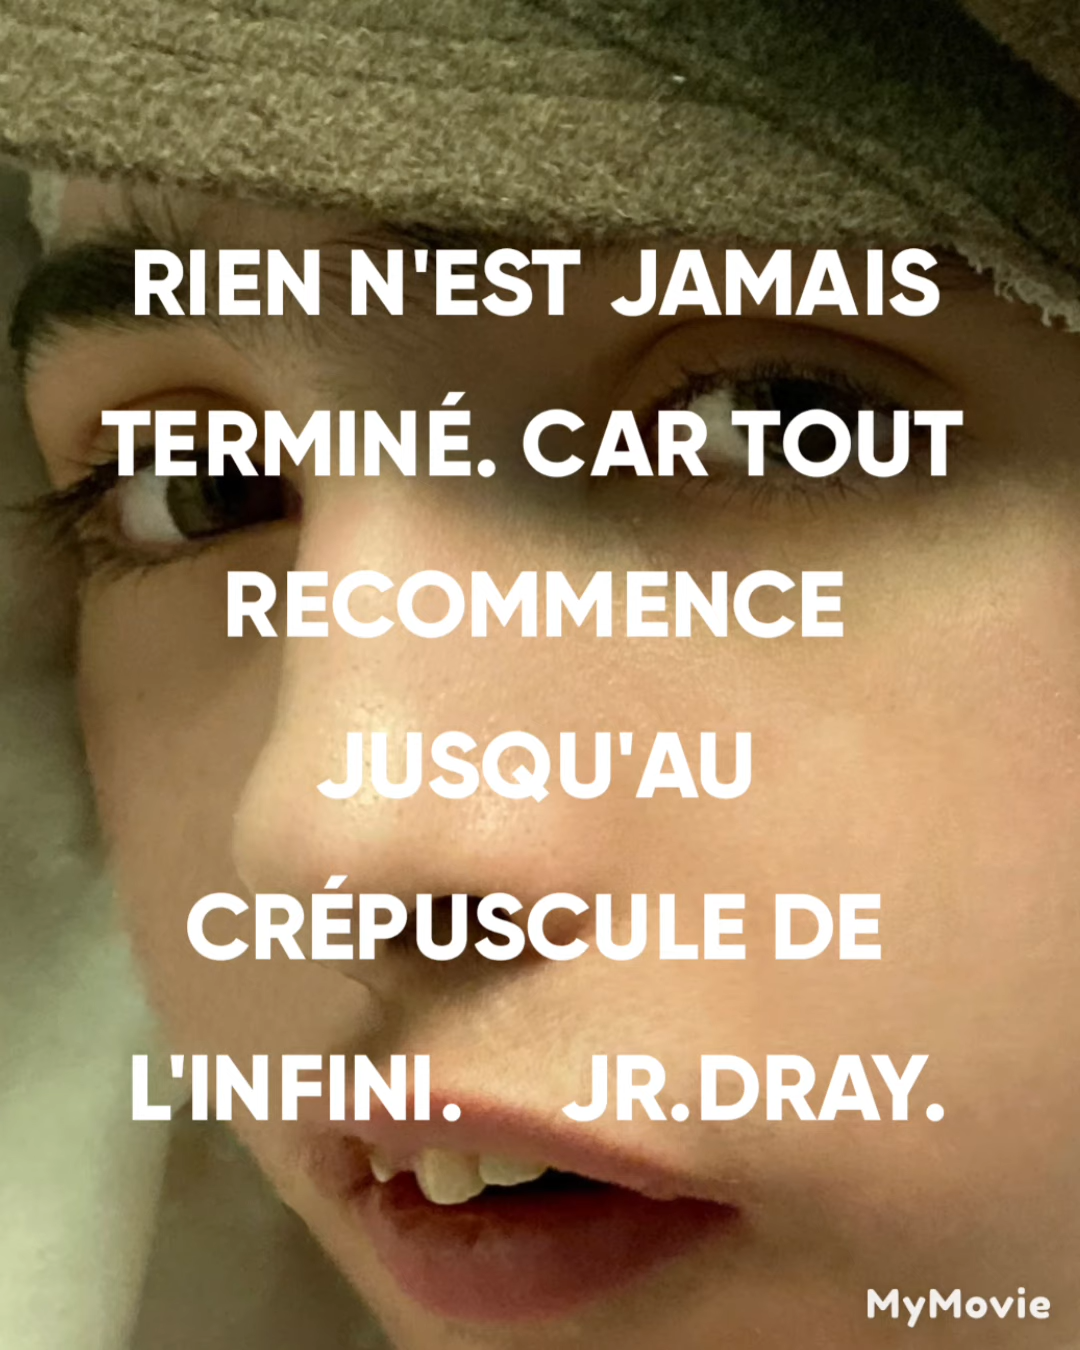 RIEN N'EST JAMAIS
TERMINÉ. CAR TOUT
RECOMMENCE
JUSQU'AU
CRÉPUSCULE DE
L'INFINI. JR.DRAY.
MyMovie